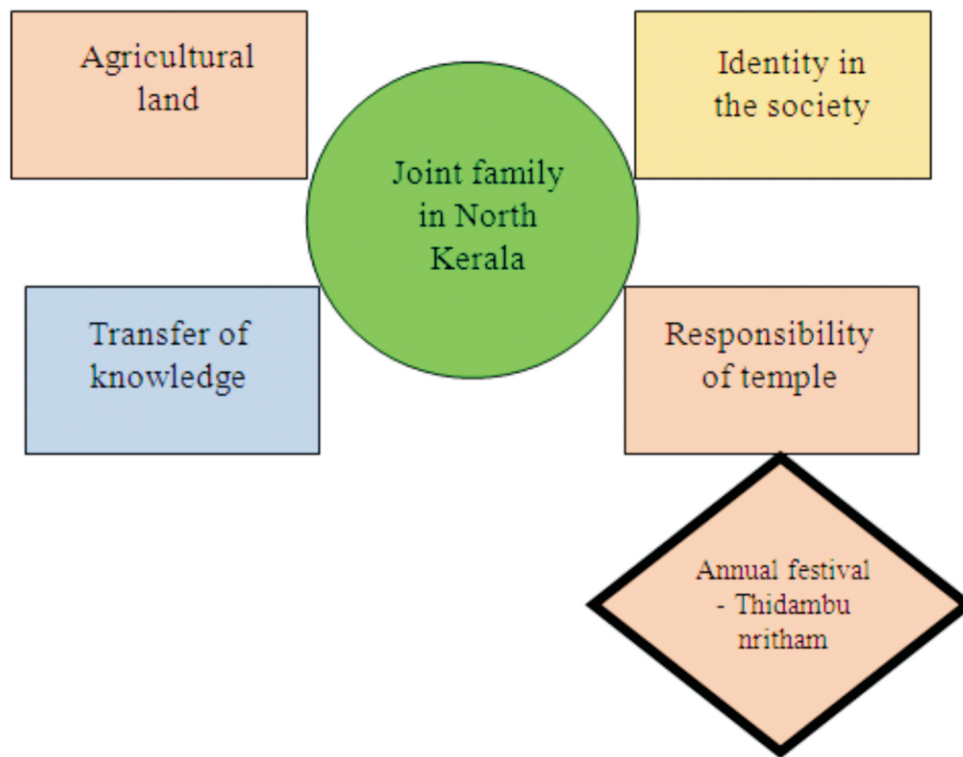 Agricultural
land
Identity in
the society
Joint family
in North
Kerala
Transfer of
knowledge
Responsibility
of temple
Annual festival
- Thidambu
nritham